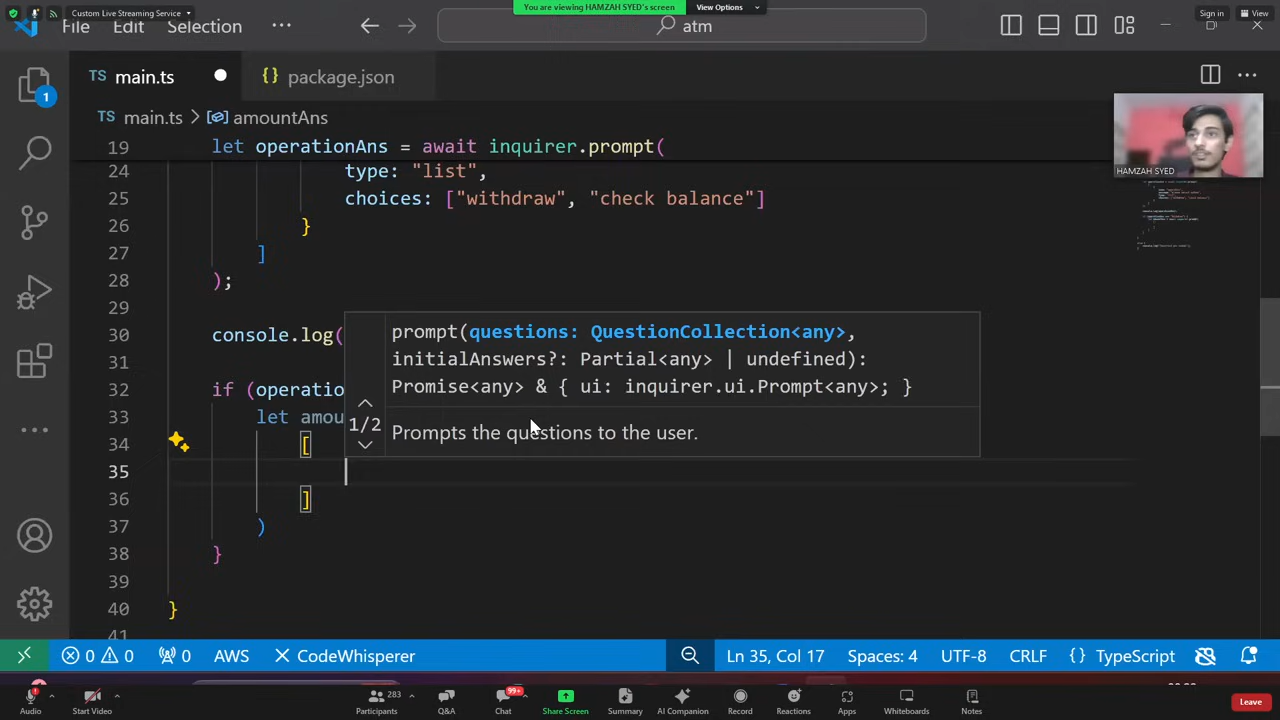 Custom Live Streaming Service
You are viewing HAMZAH SYED's screen
View Options
Sign in
View
File Edit Selection ...
atm
TS main.ts
{} package.json
1
TS main.ts > amountAns
HAMZAH SYED
19 let operationAns = await inquirer.prompt(
24 type: "list",
25 choices: ["withdraw", "check balance"]
26 }
27 ]
28 );
29
30 console.log(
31
32 if (operatio
33 let amou
34 [
35
36 ]
37 )
38 }
39
40 }
41
prompt(questions: QuestionCollection<any>,
initialAnswers?: Partial<any> | undefined):
Promise<any> & { ui: inquirer.ui.Prompt<any>; }
1/2
Prompts the questions to the user.
0 0 0 AWS CodeWhisperer
Ln 35, Col 17 Spaces: 4 UTF-8 CRLF {} TypeScript
Audio
Start Video
283
Participants
Q&A
99+
Chat
Share Screen
Summary
AI Companion
Record
Reactions
Apps
Whiteboards
Notes
Leave